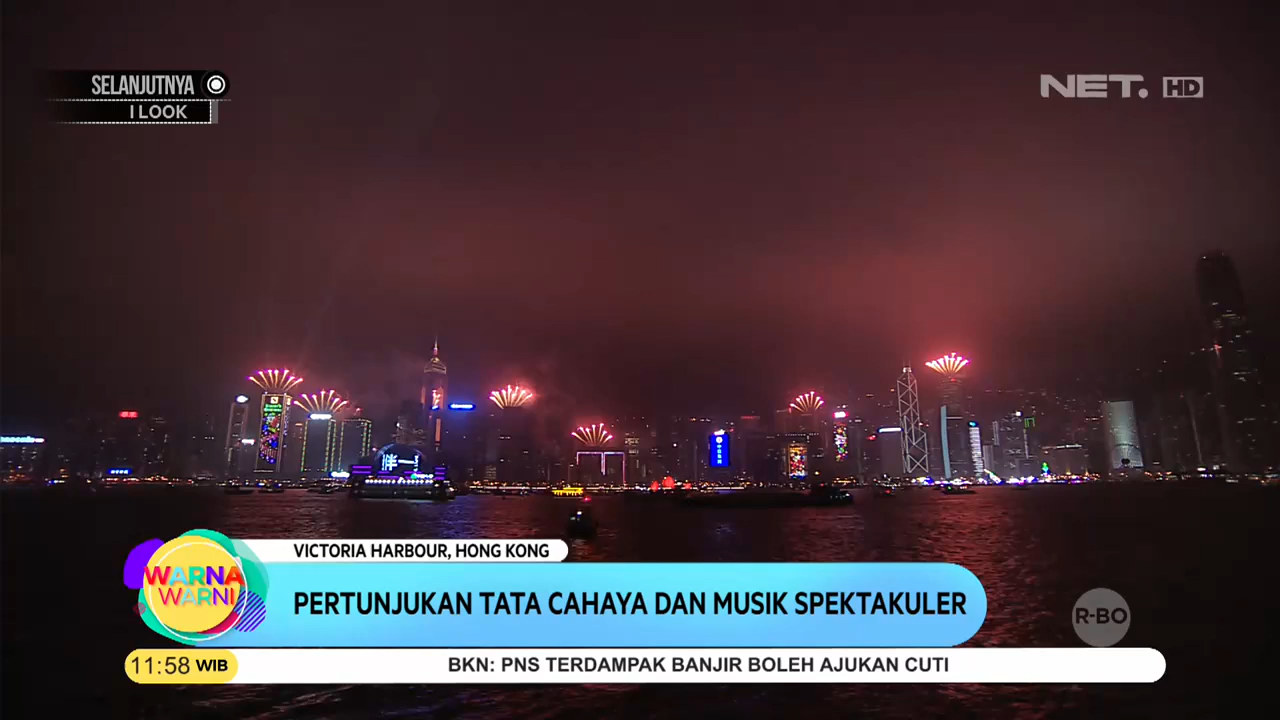 SELANJUTNYA
I LOOK
NET. HD
VICTORIA HARBOUR, HONG KONG
WARNA
WARNI
PERTUNJUKAN TATA CAHAYA DAN MUSIK SPEKTAKULER
R-BO
11:58 WIB
BKN: PNS TERDAMPAK BANJIR BOLEH AJUKAN CUTI